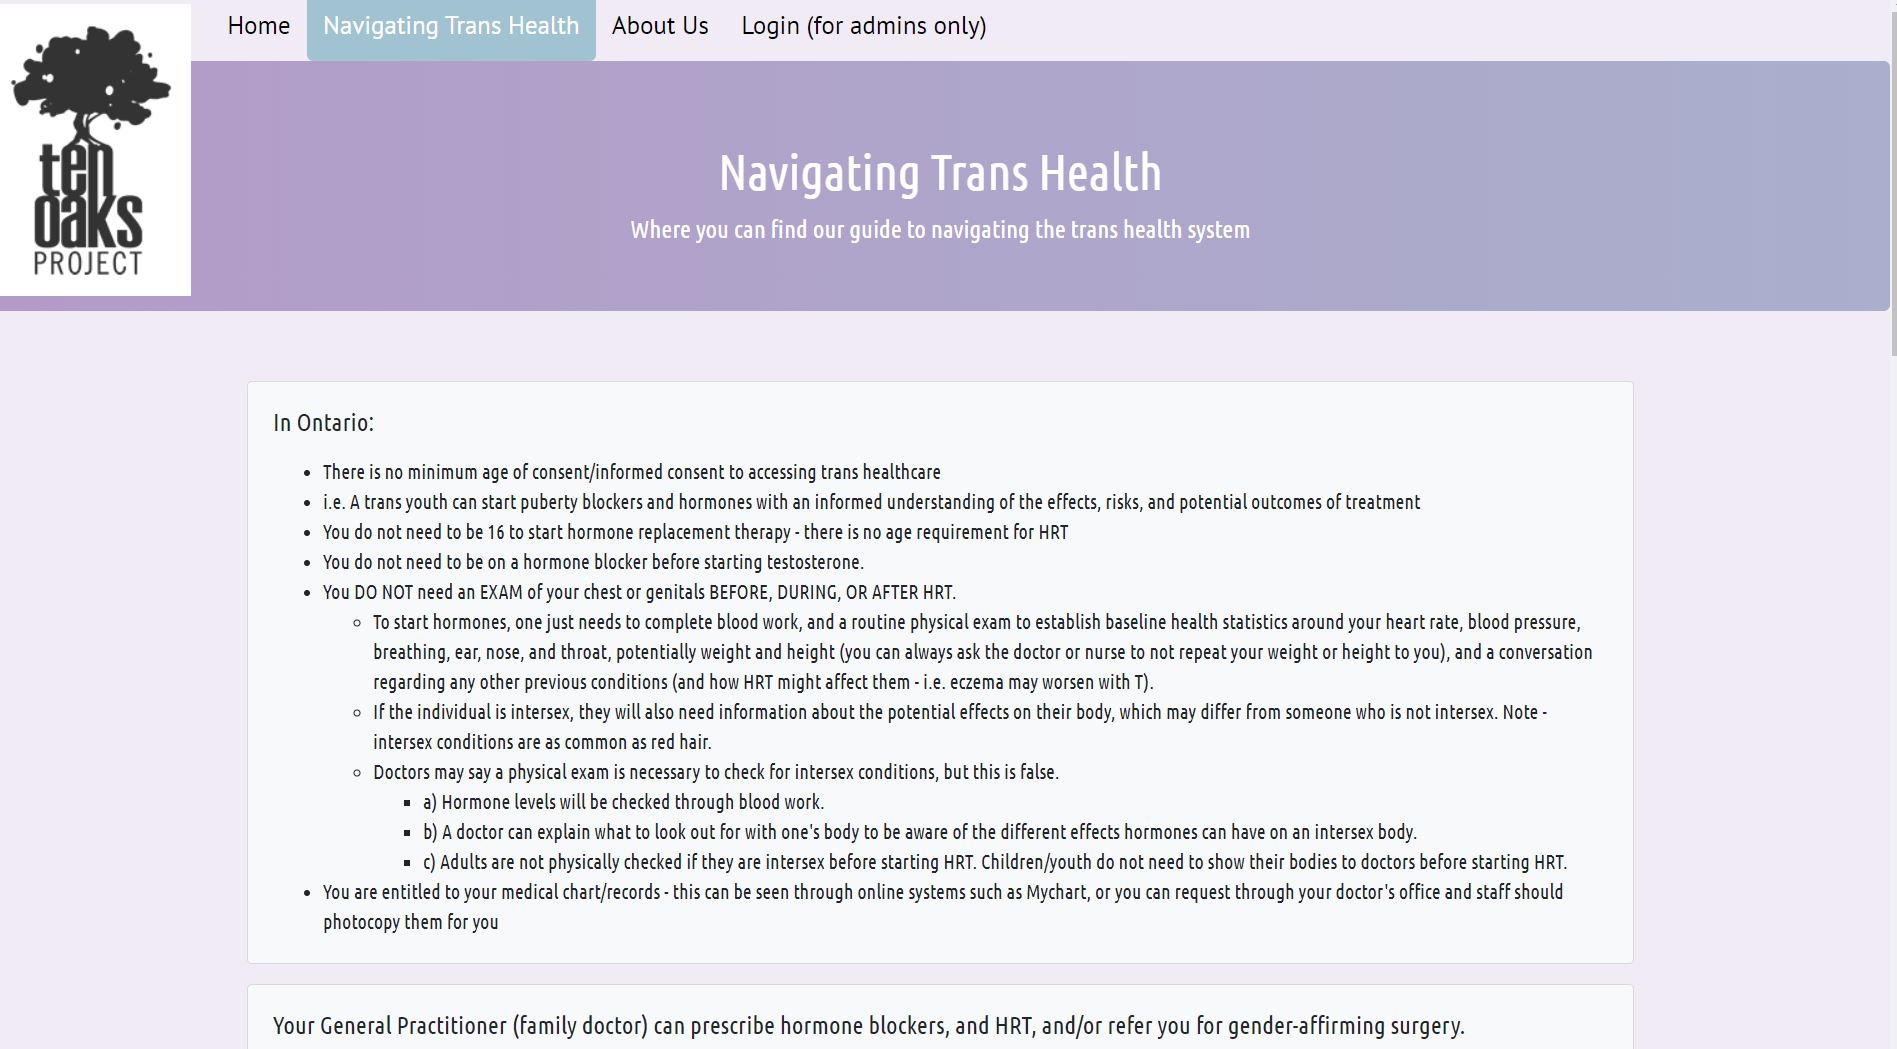 Home Navigating Trans Health About Us Login (for admins only)
ten
oaks
PROJECT
Navigating Trans Health
Where you can find our guide to navigating the trans health system
In Ontario:
• There is no minimum age of consent/informed consent to accessing trans healthcare
• i.e. A trans youth can start puberty blockers and hormones with an informed understanding of the effects, risks, and potential outcomes of treatment
• You do not need to be 16 to start hormone replacement therapy - there is no age requirement for HRT
• You do not need to be on a hormone blocker before starting testosterone.
• You DO NOT need an EXAM of your chest or genitals BEFORE, DURING, OR AFTER HRT.
◦ To start hormones, one just needs to complete blood work, and a routine physical exam to establish baseline health statistics around your heart rate, blood pressure,
breathing, ear, nose, and throat, potentially weight and height (you can always ask the doctor or nurse to not repeat your weight or height to you), and a conversation
regarding any other previous conditions (and how HRT might affect them - i.e. eczema may worsen with T).
◦ If the individual is intersex, they will also need information about the potential effects on their body, which may differ from someone who is not intersex. Note -
intersex conditions are as common as red hair.
◦ Doctors may say a physical exam is necessary to check for intersex conditions, but this is false.
▪ a) Hormone levels will be checked through blood work.
▪ b) A doctor can explain what to look out for with one's body to be aware of the different effects hormones can have on an intersex body.
▪ c) Adults are not physically checked if they are intersex before starting HRT. Children/youth do not need to show their bodies to doctors before starting HRT.
• You are entitled to your medical chart/records - this can be seen through online systems such as Mychart, or you can request through your doctor's office and staff should
photocopy them for you
Your General Practitioner (family doctor) can prescribe hormone blockers, and HRT, and/or refer you for gender-affirming surgery.